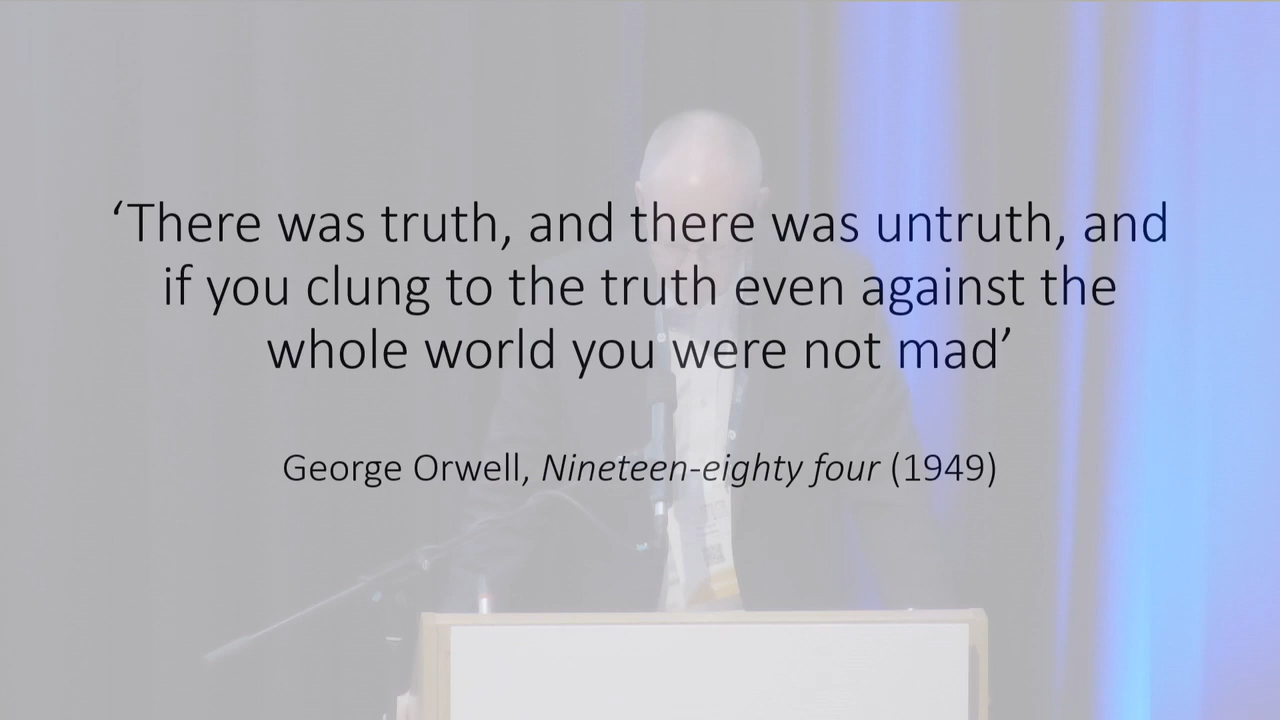 ‘There was truth, and there was untruth, and
if you clung to the truth even against the
whole world you were not mad’
George Orwell, Nineteen-eighty four (1949)